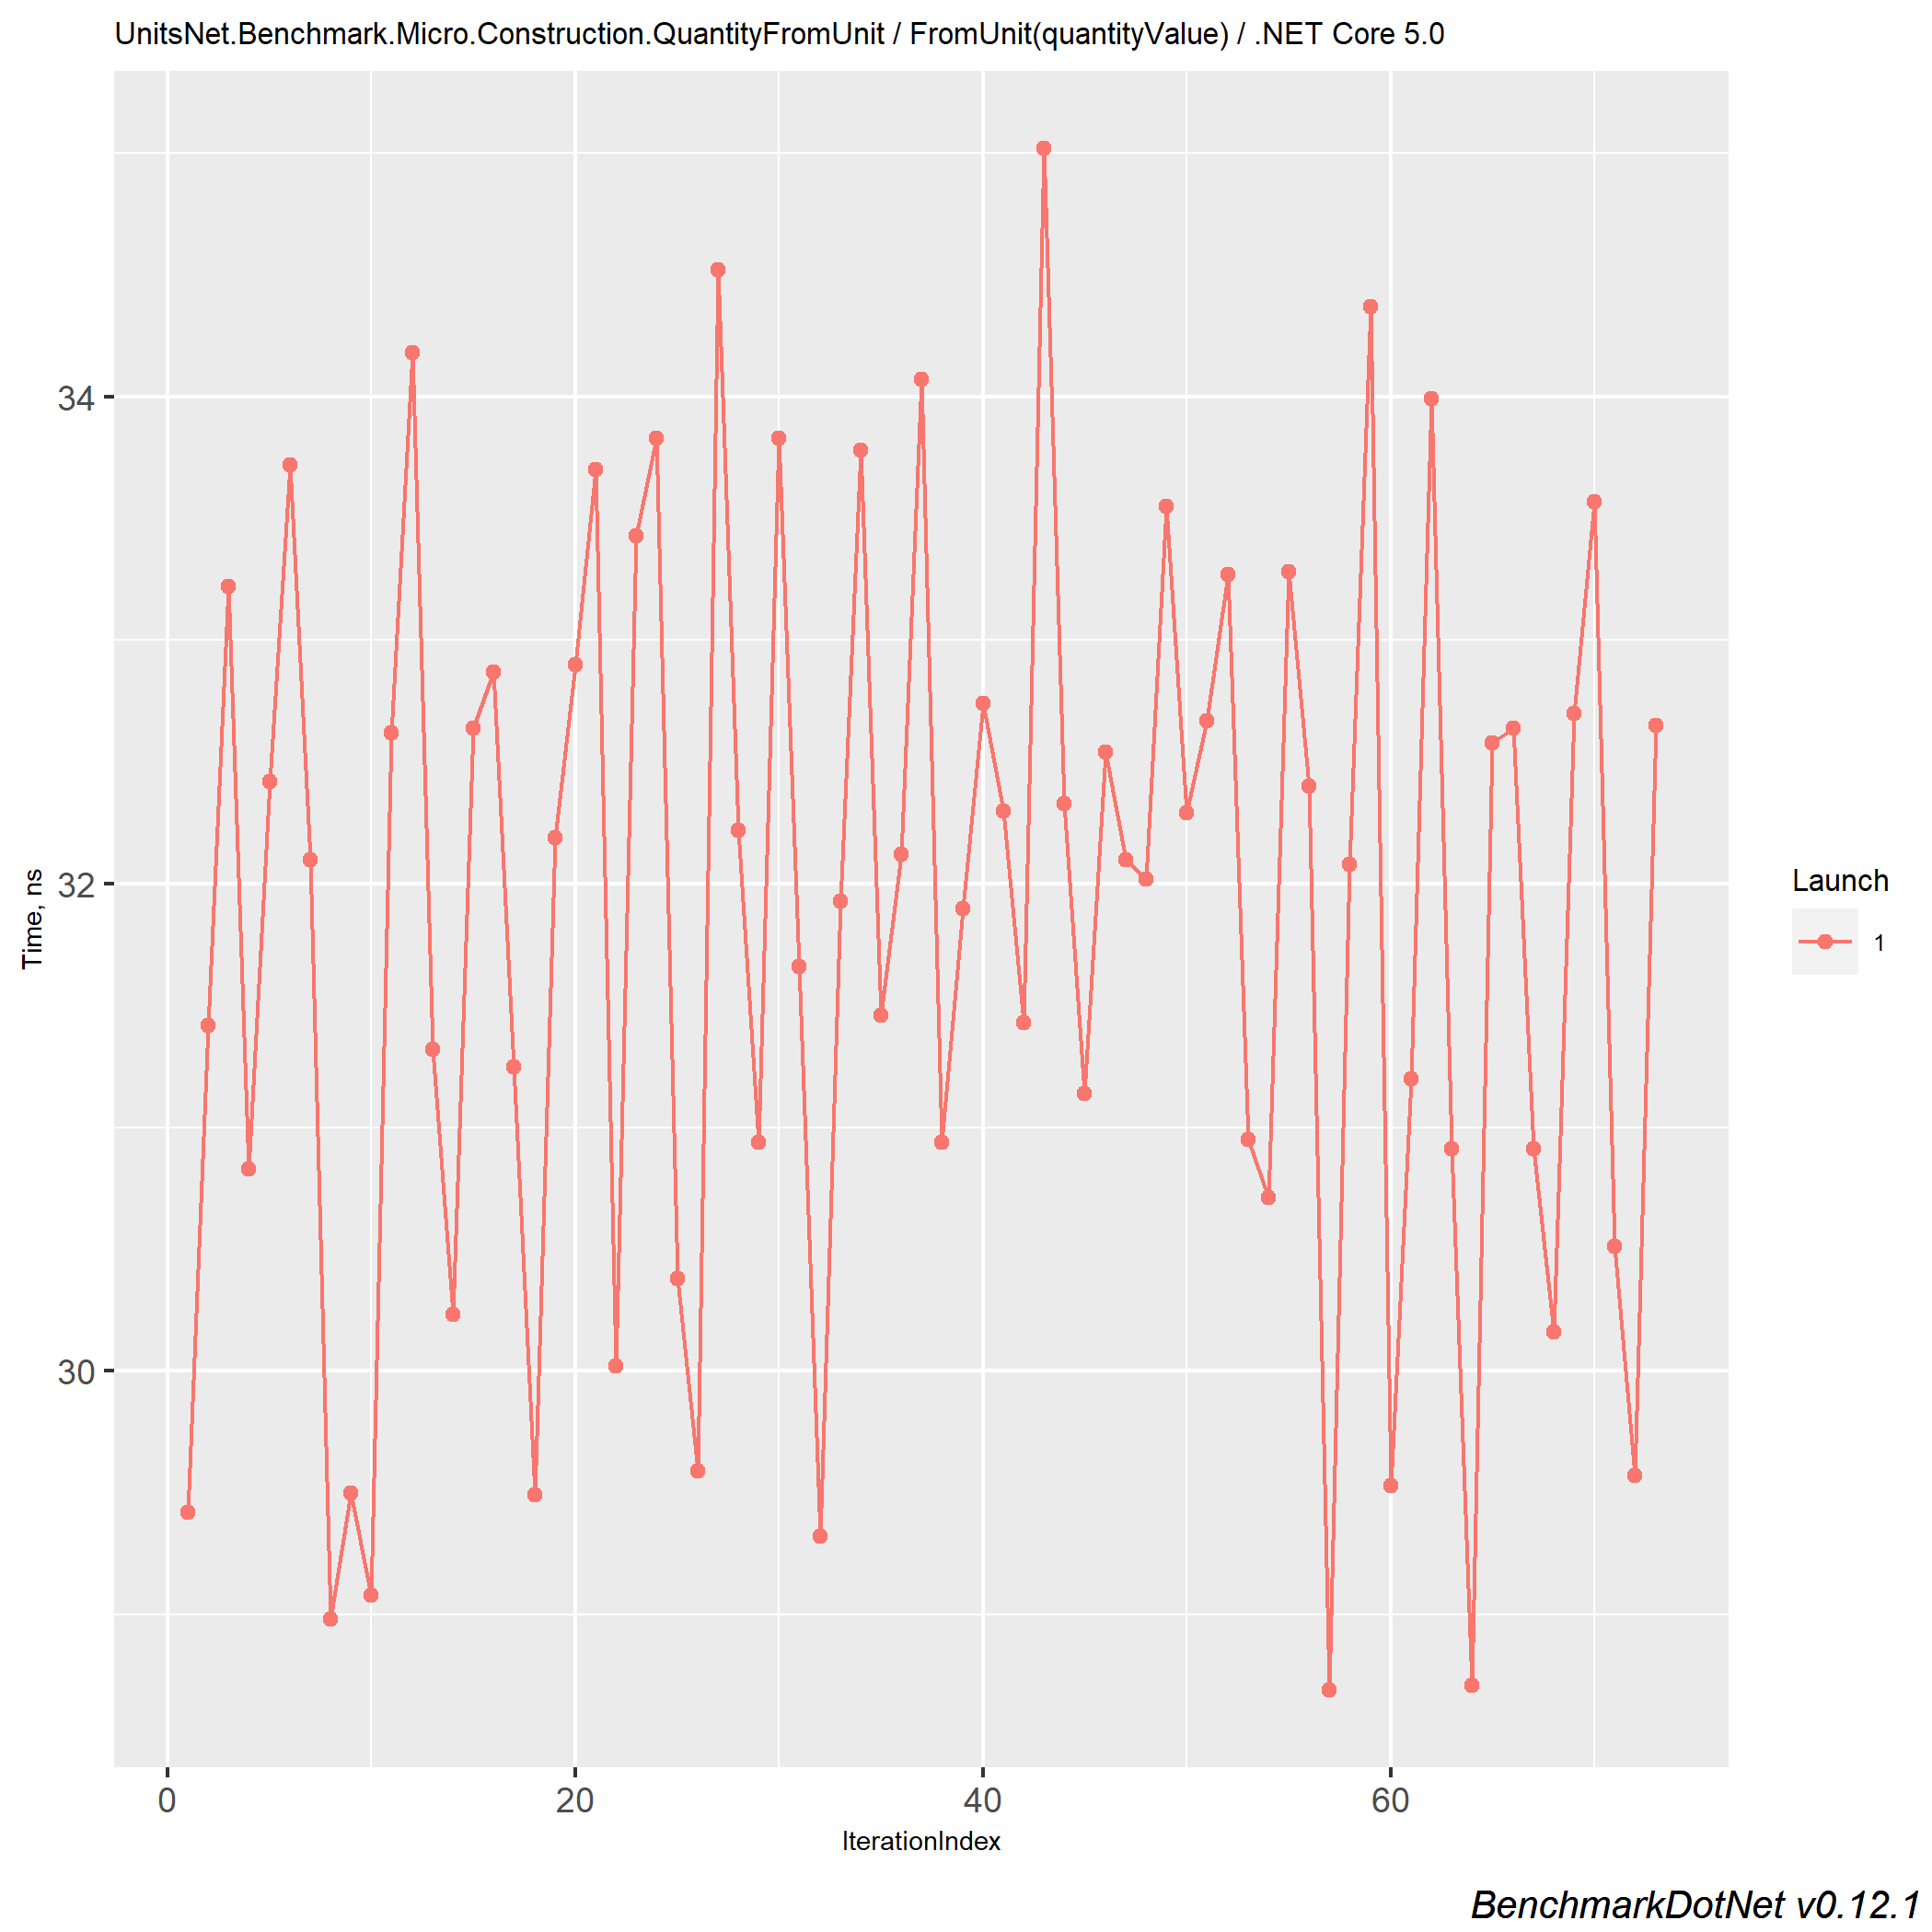 UnitsNet.Benchmark.Micro.Construction.QuantityFromUnit / FromUnit(quantityValue) / .NET Core 5.0
34
32
30
Time, ns
0 20 40 60
IterationIndex
Launch
1
BenchmarkDotNet v0.12.1